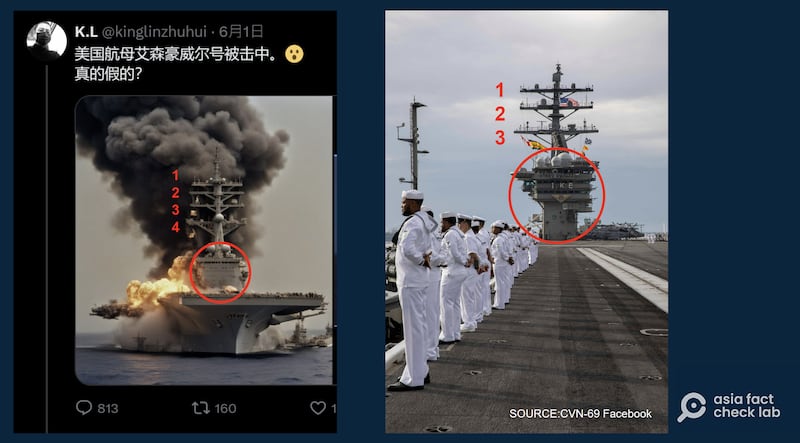 K.L @kinglinzhuhui · 6月1日
美国航母艾森豪威尔号被击中。😮
真的假的？
1
2
3
4
813
160
1
1
2
3
IKE
SOURCE:CVN-69 Facebook
asia fact
check lab